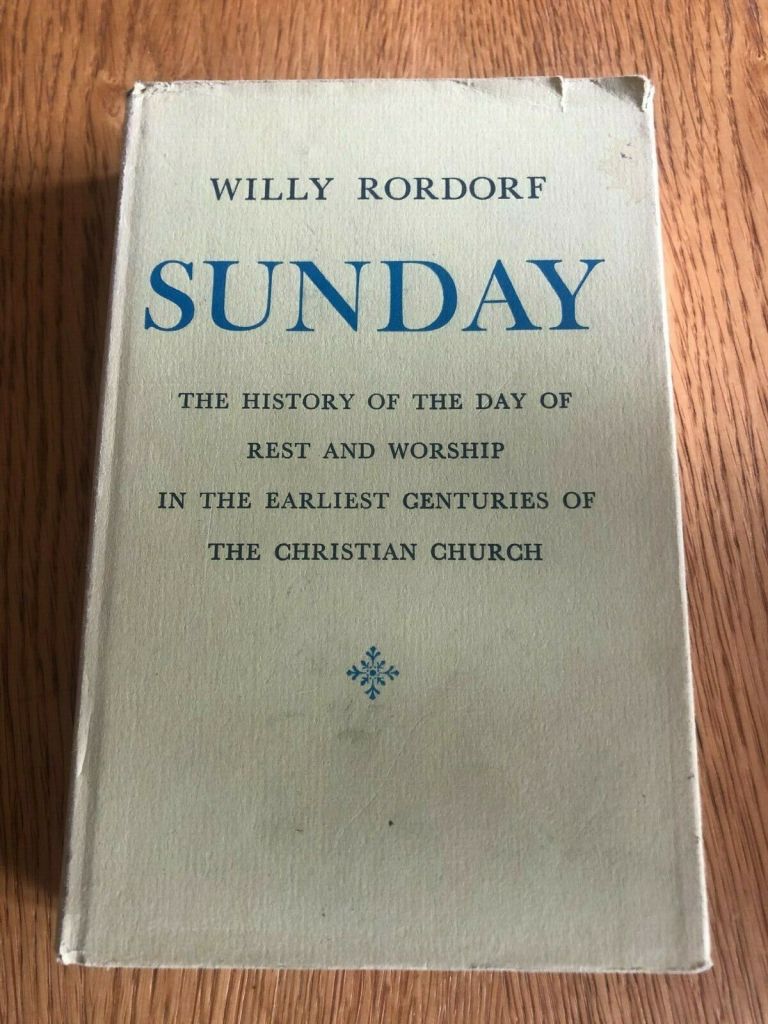 WILLY RORDORF
SUNDAY
THE HISTORY OF THE DAY OF
REST AND WORSHIP
IN THE EARLIEST CENTURIES OF
THE CHRISTIAN CHURCH